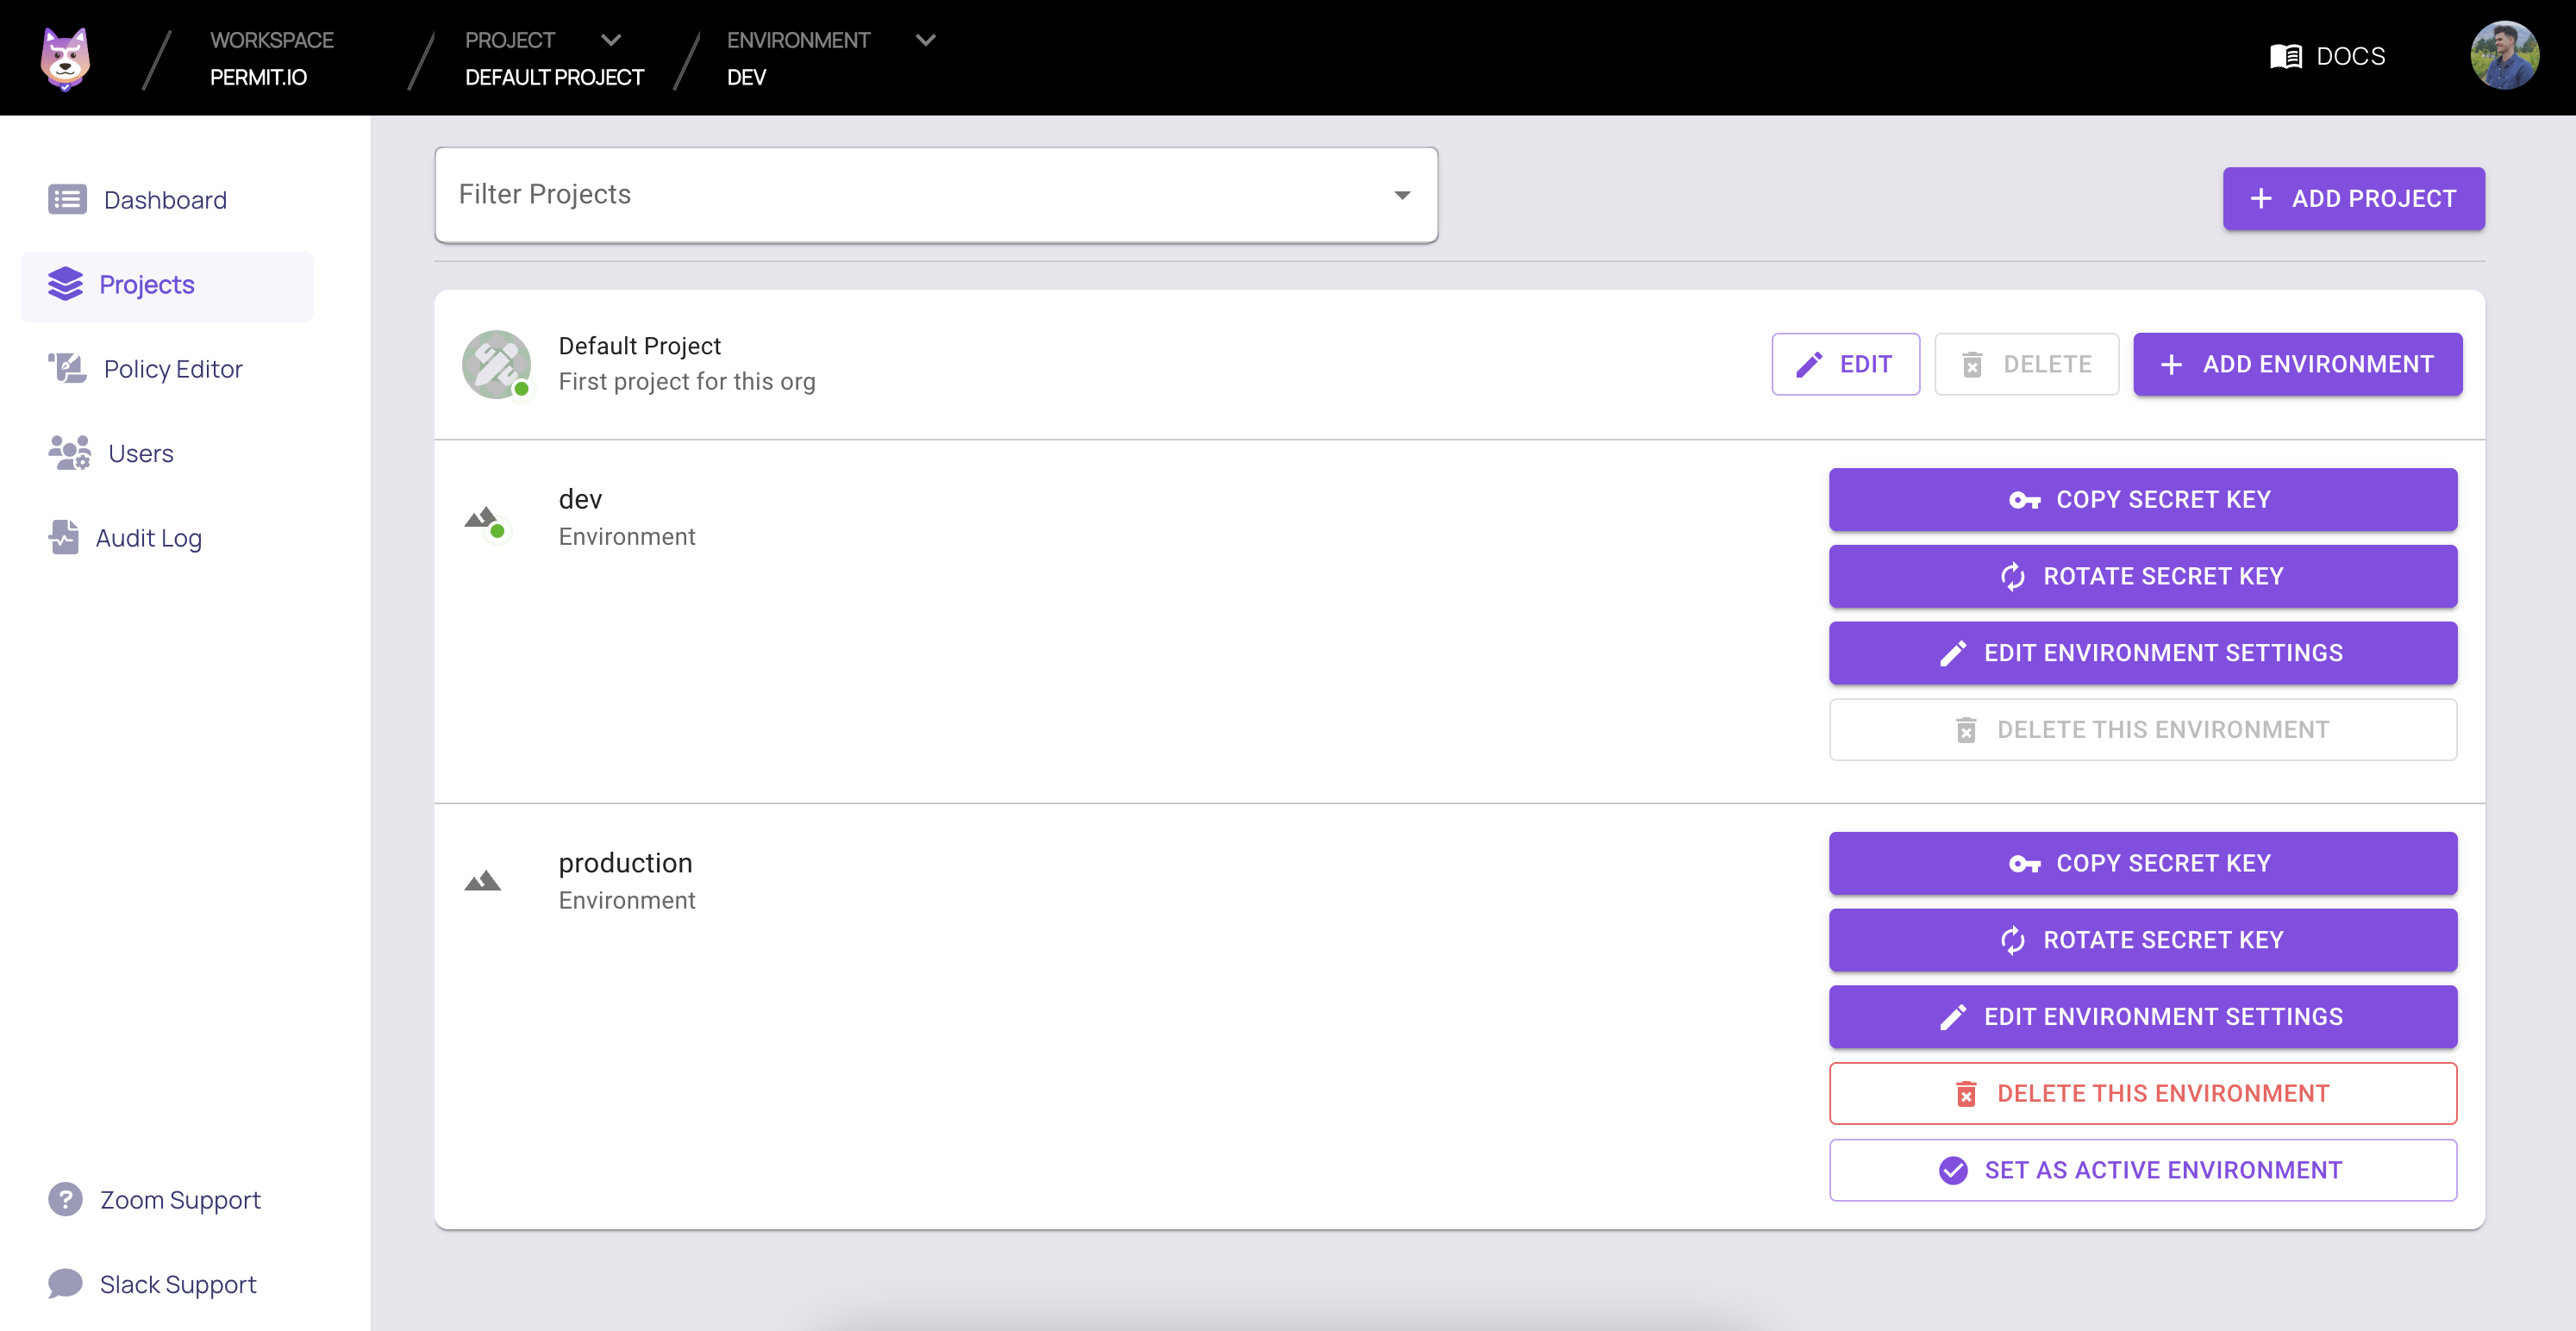 WORKSPACE
PERMIT.IO
PROJECT
DEFAULT PROJECT
ENVIRONMENT
DEV
DOCS
Dashboard
Projects
Policy Editor
Users
Audit Log
Zoom Support
Slack Support
Filter Projects
ADD PROJECT
Default Project
First project for this org
EDIT
DELETE
ADD ENVIRONMENT
dev
Environment
COPY SECRET KEY
ROTATE SECRET KEY
EDIT ENVIRONMENT SETTINGS
DELETE THIS ENVIRONMENT
production
Environment
COPY SECRET KEY
ROTATE SECRET KEY
EDIT ENVIRONMENT SETTINGS
DELETE THIS ENVIRONMENT
SET AS ACTIVE ENVIRONMENT